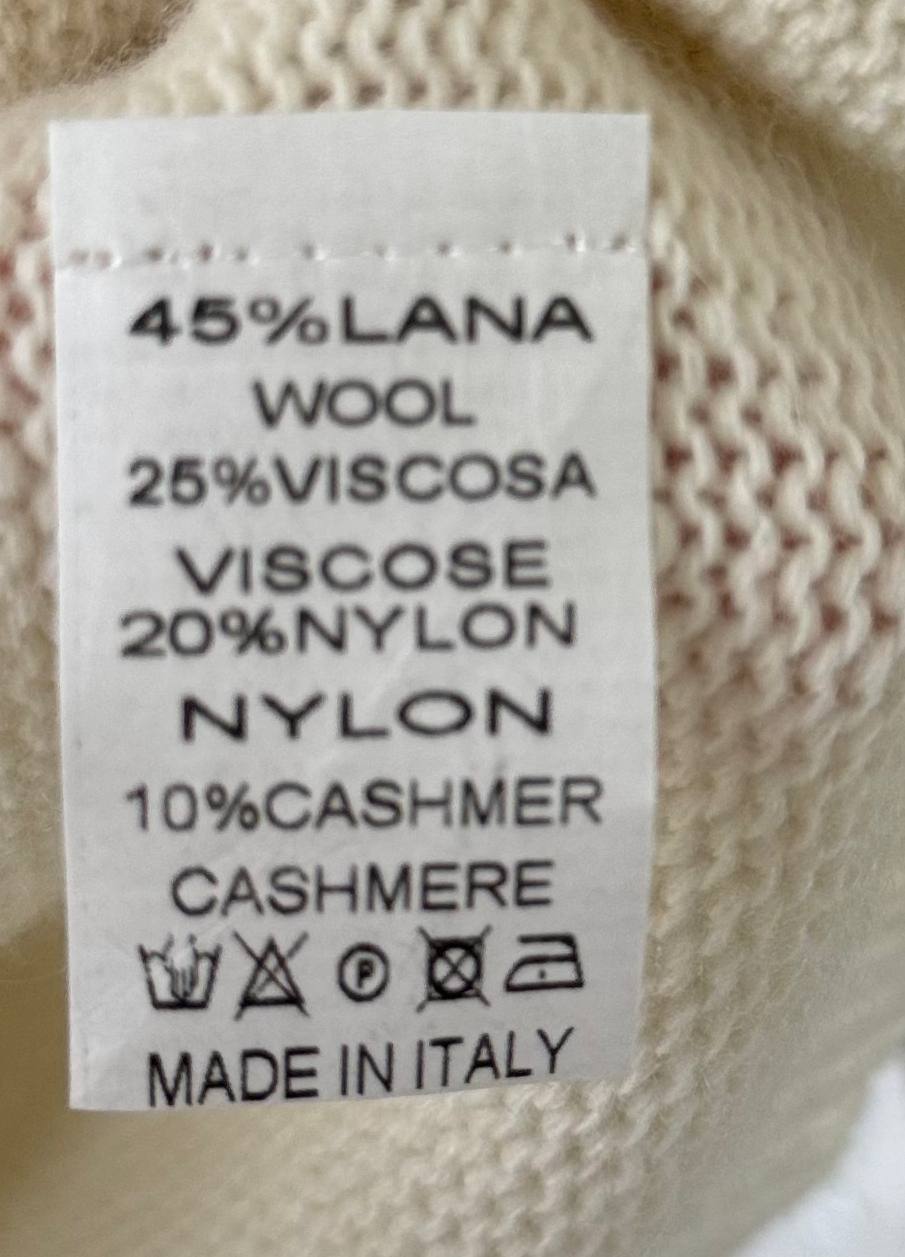 45%LANA
WOOL
25%VISCOSA
VISCOSE
20%NYLON
NYLON
10%CASHMER
CASHMERE
P
MADE IN ITALY